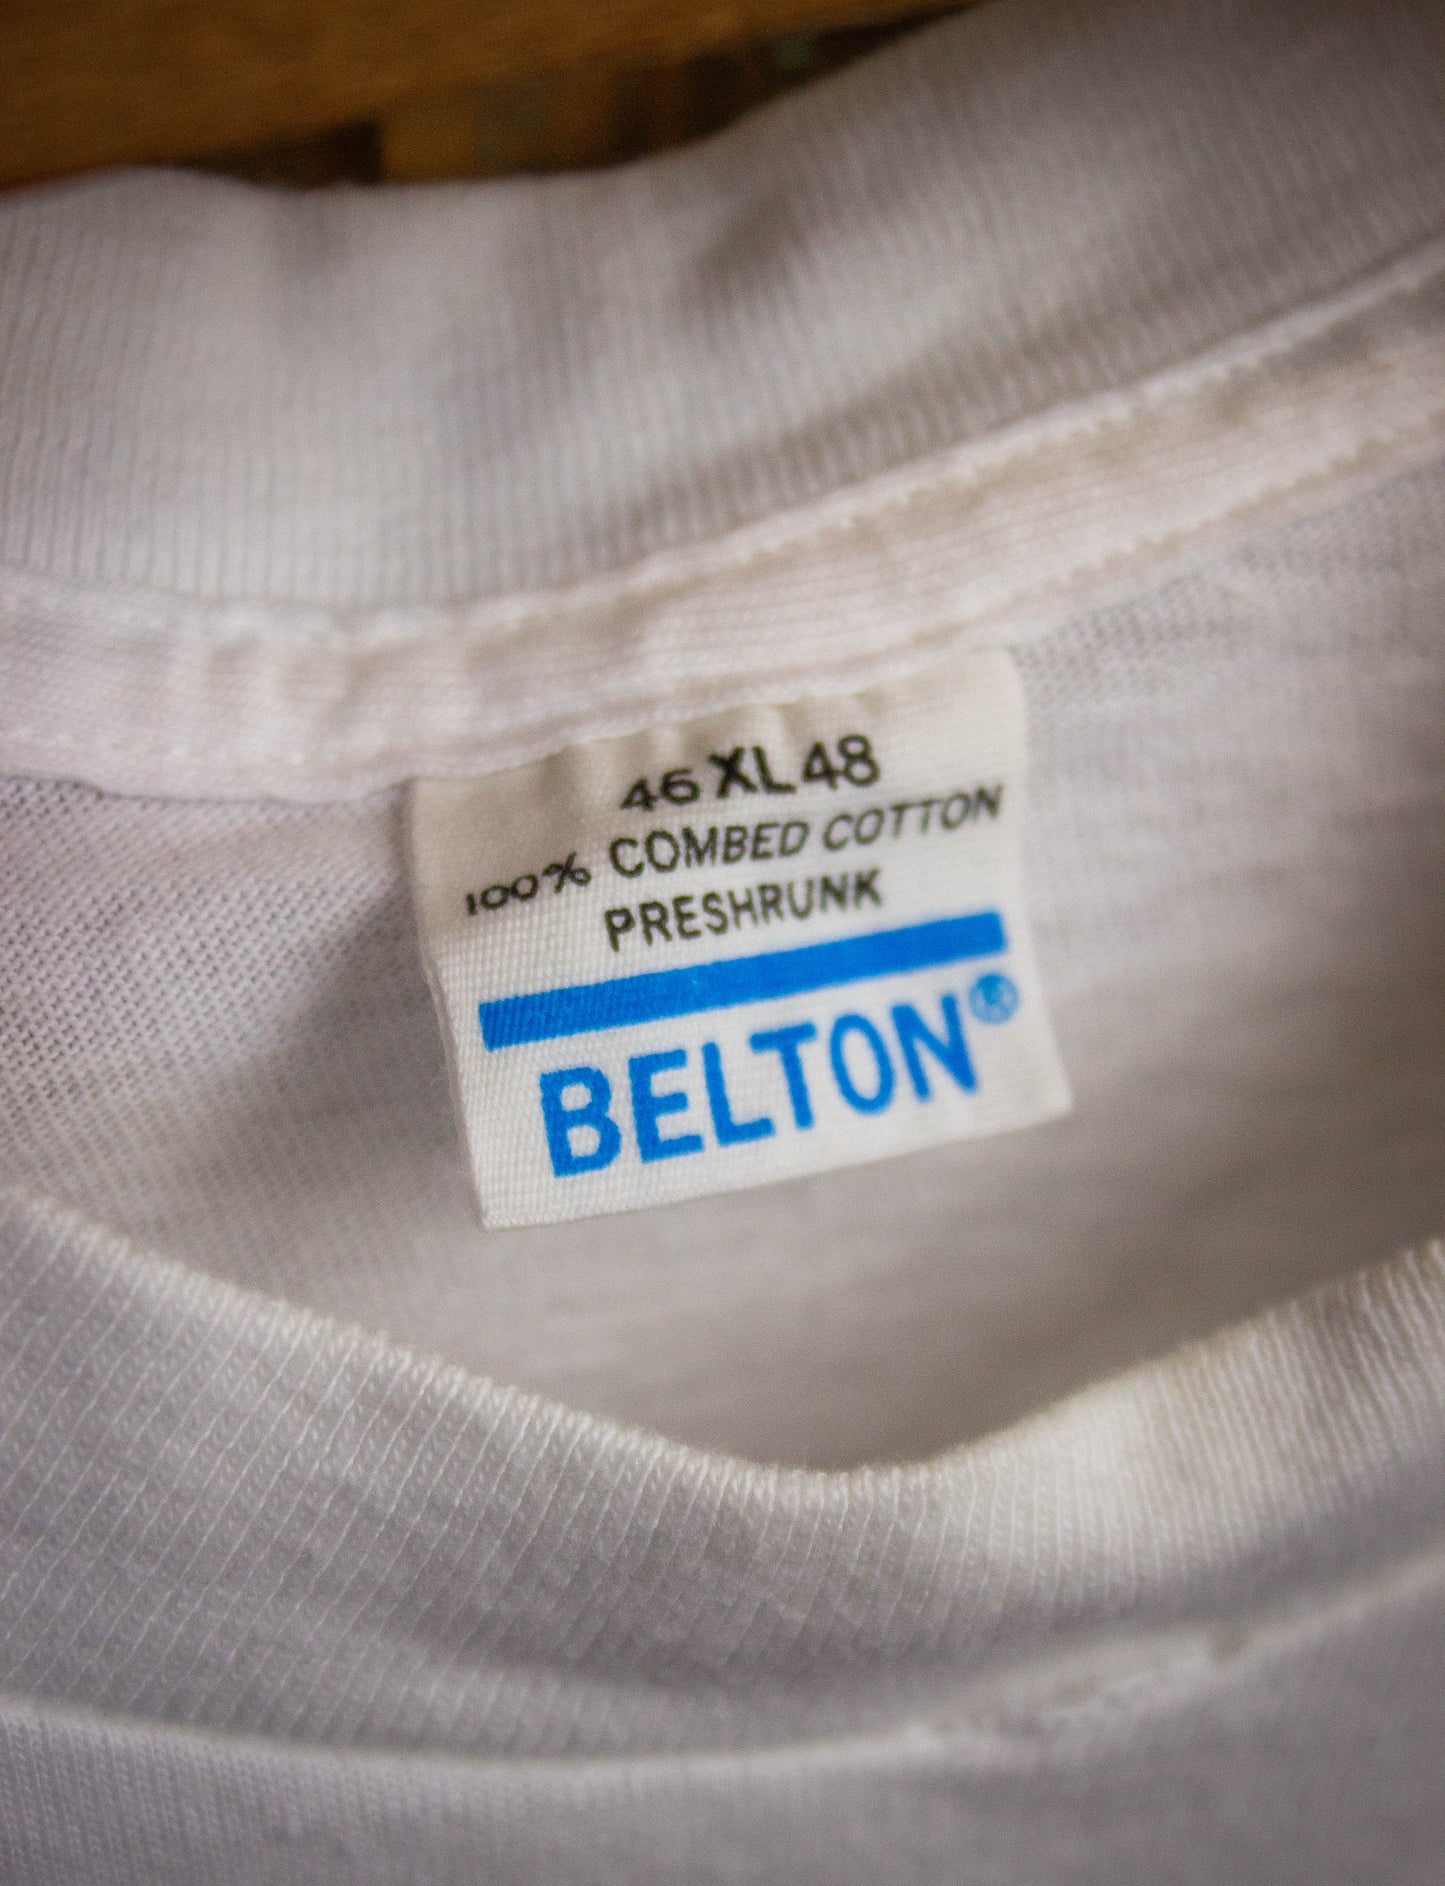 46 XL 48
100% COMBED COTTON
PRESHRUNK
BELTON®